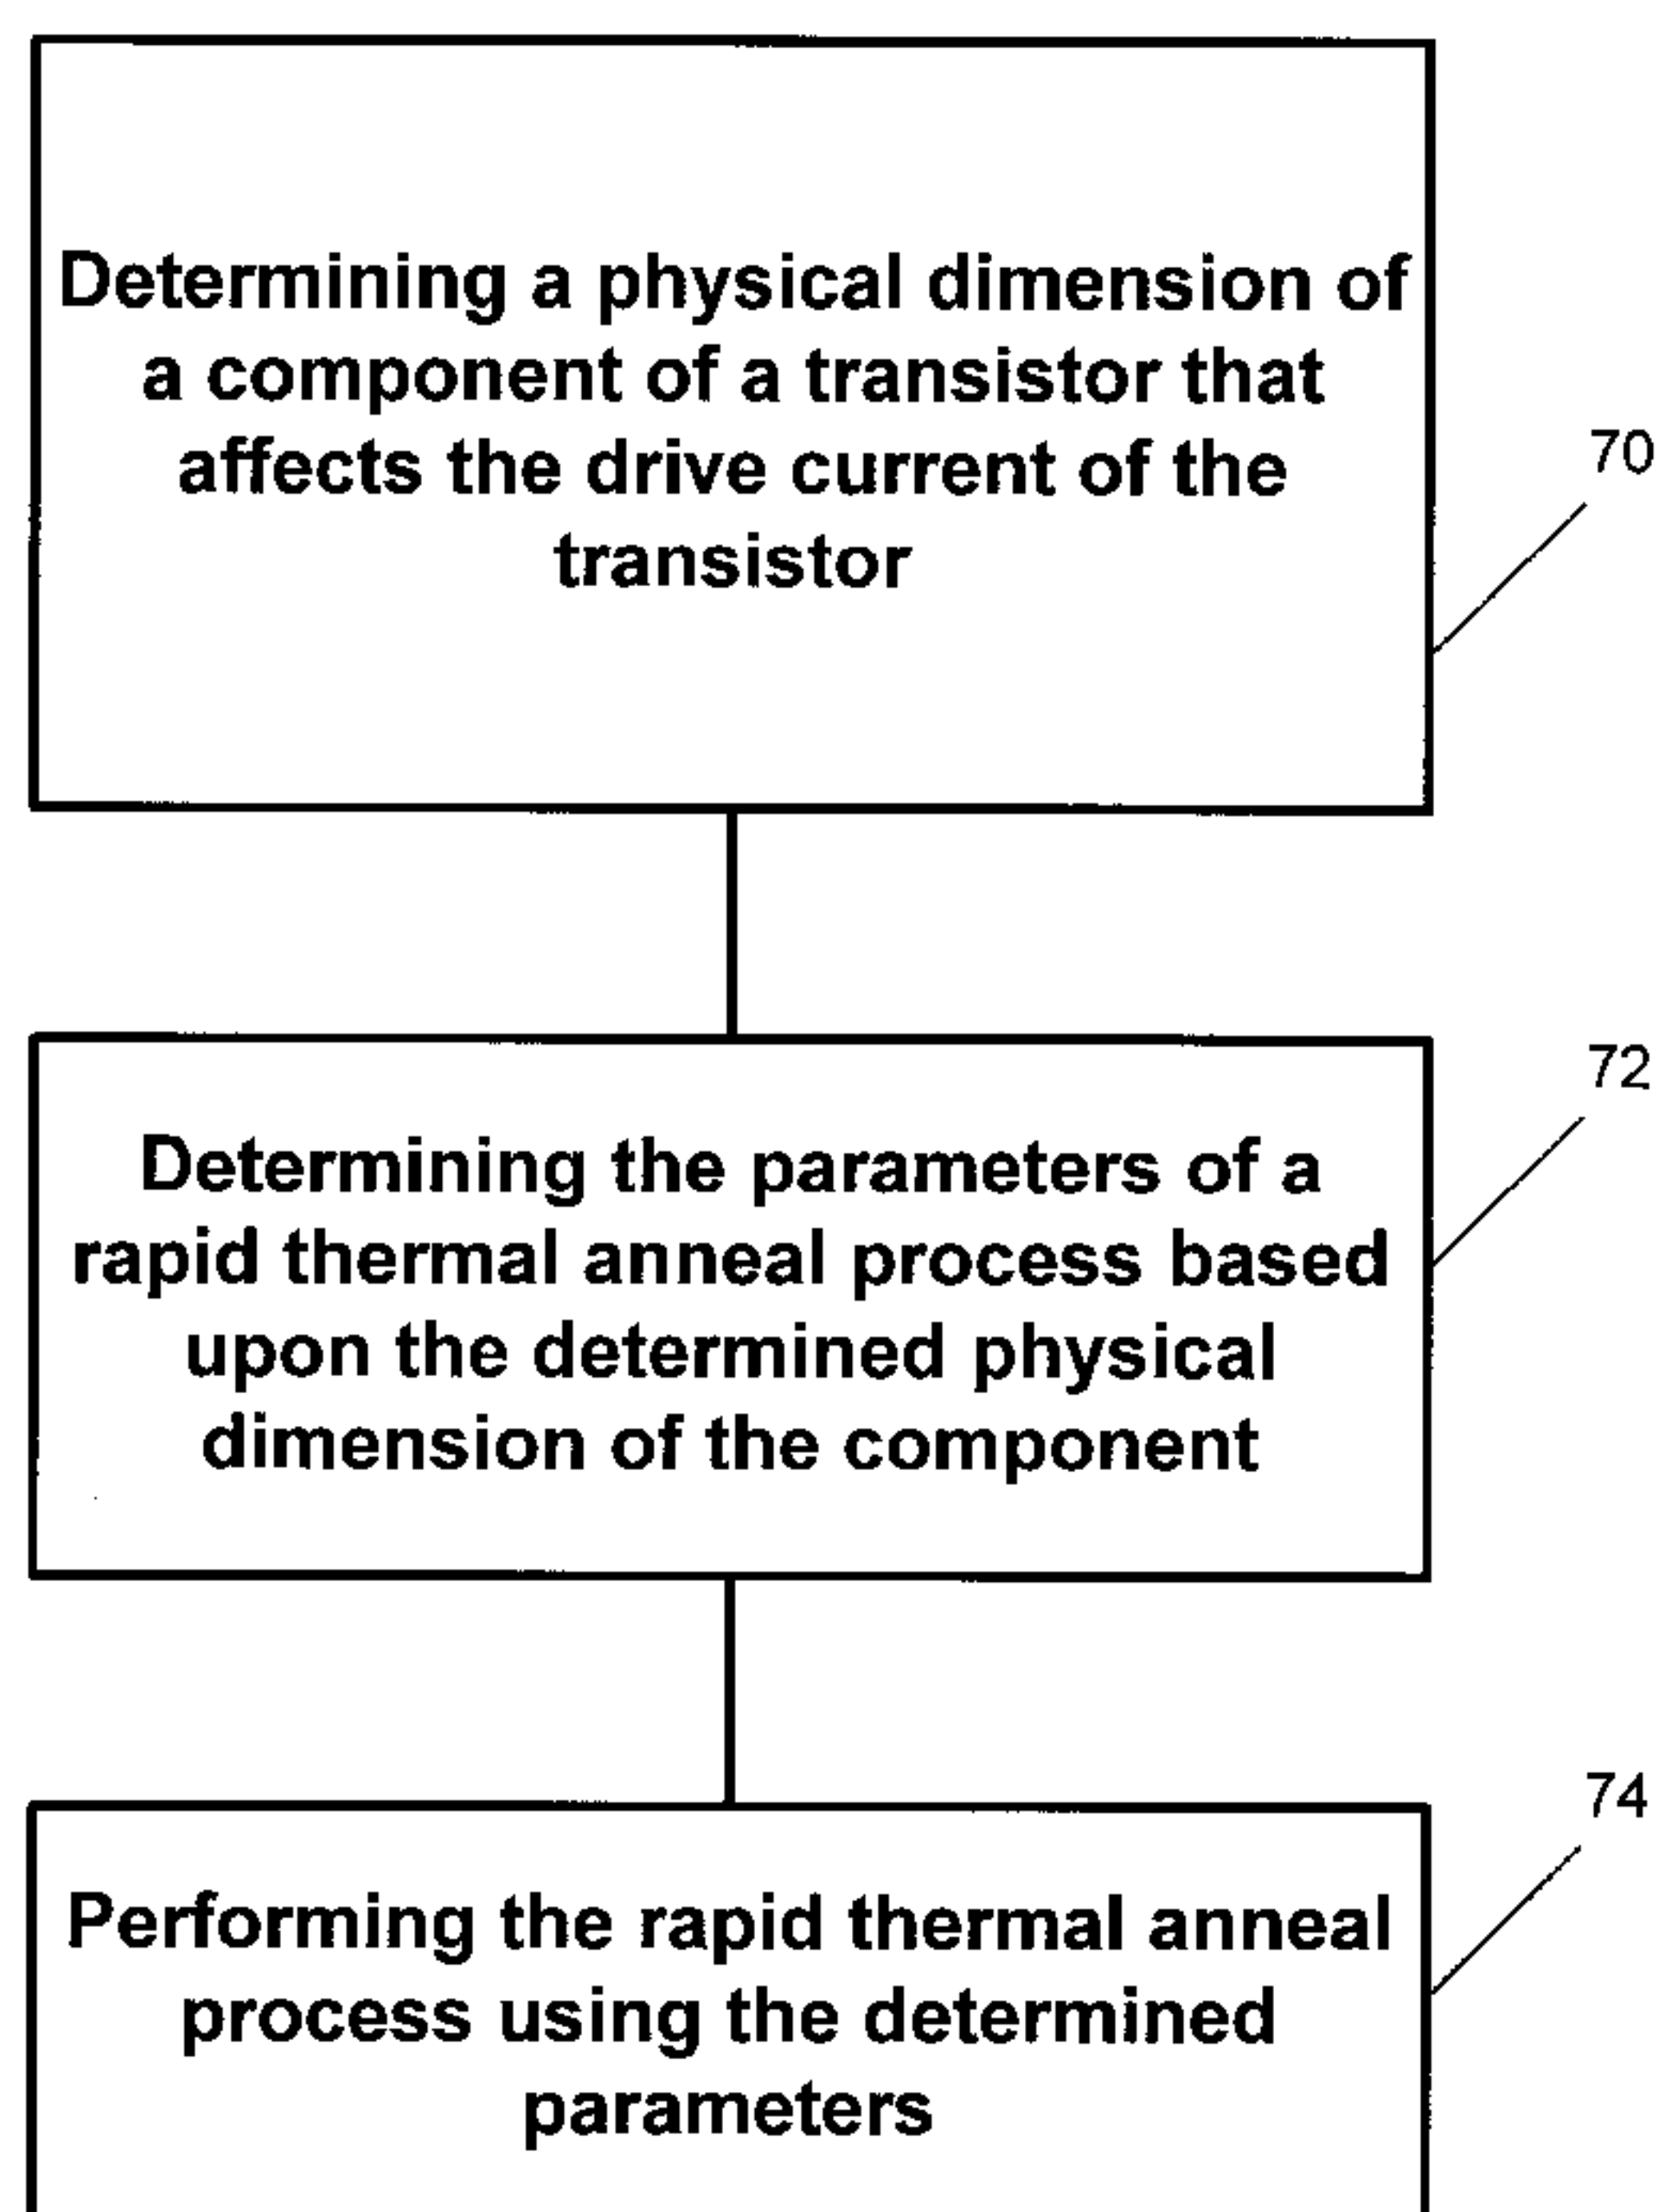 Determining a physical dimension of
a component of a transistor that
affects the drive current of the
transistor
70
72
Determining the parameters of a
rapid thermal anneal process based
upon the determined physical
dimension of the component
74
Performing the rapid thermal anneal
process using the determined
parameters